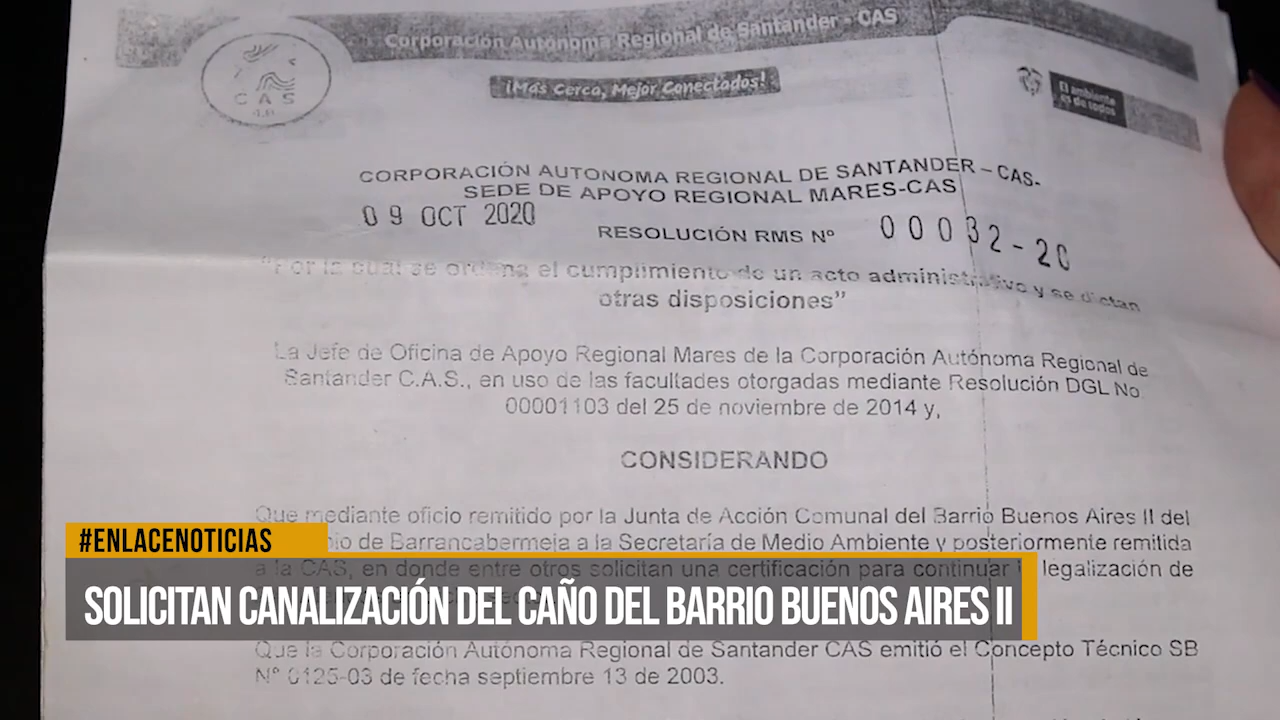 Corporación Autónoma Regional de Santander - CAS
¡Más Cerca, Mejor Conectados!
CAS
El ambiente
es de todos
CORPORACIÓN AUTONOMA REGIONAL DE SANTANDER – CAS-
SEDE DE APOYO REGIONAL MARES-CAS
09 OCT 2020
RESOLUCIÓN RMS Nº 00032-20
"Por la cual se ordena el cumplimiento de un acto administrativo y se dictan
otras disposiciones"
La Jefe de Oficina de Apoyo Regional Mares de la Corporación Autónoma Regional de
Santander C.A.S., en uso de las facultades otorgadas mediante Resolución DGL No
00001103 del 25 de noviembre de 2014 y,
CONSIDERANDO
Que mediante oficio remitido por la Junta de Acción Comunal del Barrio Buenos Aires II del
#ENLACENOTICIAS
de Barrancabermeja a la Secretaría de Medio Ambiente y posteriormente remitida
a la CAS, en donde entre otros solicitan una certificación para continuar legalización de
SOLICITAN CANALIZACIÓN DEL CAÑO DEL BARRIO BUENOS AIRES II
Que la Corporación Autónoma Regional de Santander CAS emitió el Concepto Técnico SB
Nº 0125-03 de fecha septiembre 13 de 2003.